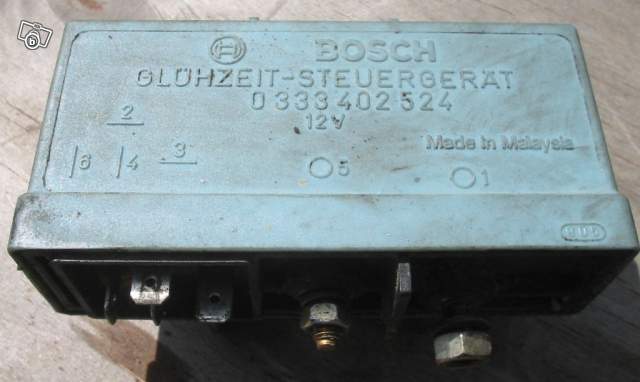 BOSCH
GLÜHZEIT-STEUERGERÄT
0 333 402 524
12V
Made in Malaysia
2
6 4 3
5
1